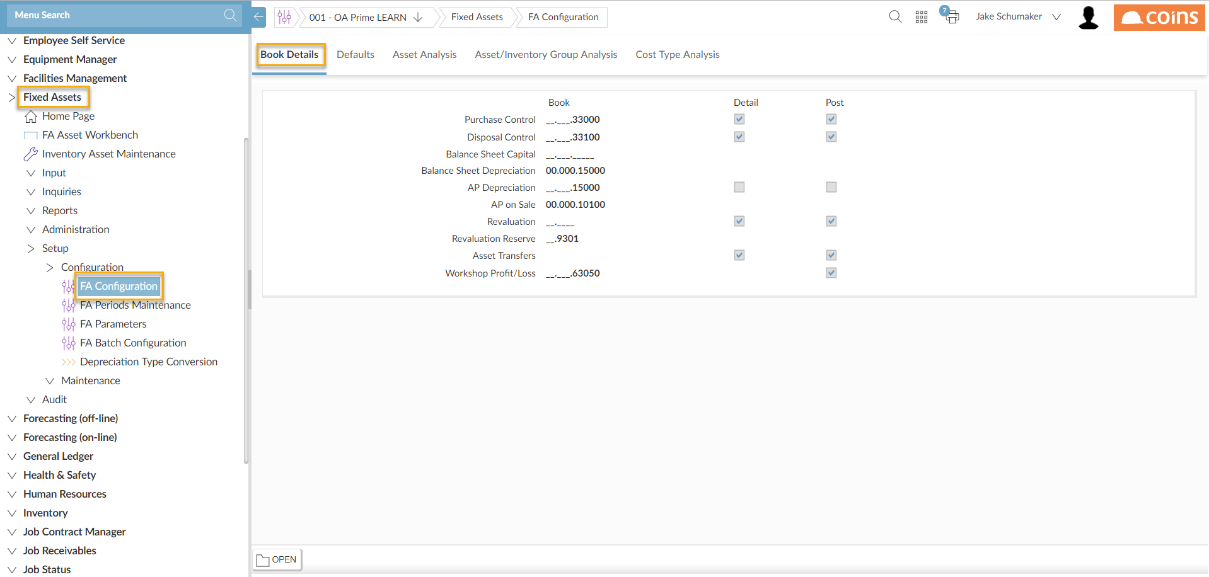 Menu Search
001 - OA Prime LEARN
Fixed Assets
FA Configuration
7
Jake Schumaker
coins
Employee Self Service
Equipment Manager
Facilities Management
Fixed Assets
Home Page
FA Asset Workbench
Inventory Asset Maintenance
Input
Inquiries
Reports
Administration
Setup
Configuration
FA Configuration
FA Periods Maintenance
FA Parameters
FA Batch Configuration
Depreciation Type Conversion
Maintenance
Audit
Forecasting (off-line)
Forecasting (on-line)
General Ledger
Health & Safety
Human Resources
Inventory
Job Contract Manager
Job Receivables
Job Status
Book Details Defaults Asset Analysis Asset/Inventory Group Analysis Cost Type Analysis
Book Detail Post
Purchase Control __.___.33000
Disposal Control __.___.33100
Balance Sheet Capital __.___._____
Balance Sheet Depreciation 00.000.15000
AP Depreciation __.___.15000
AP on Sale 00.000.10100
Revaluation __.____
Revaluation Reserve __.9301
Asset Transfers
Workshop Profit/Loss __.___.63050
OPEN